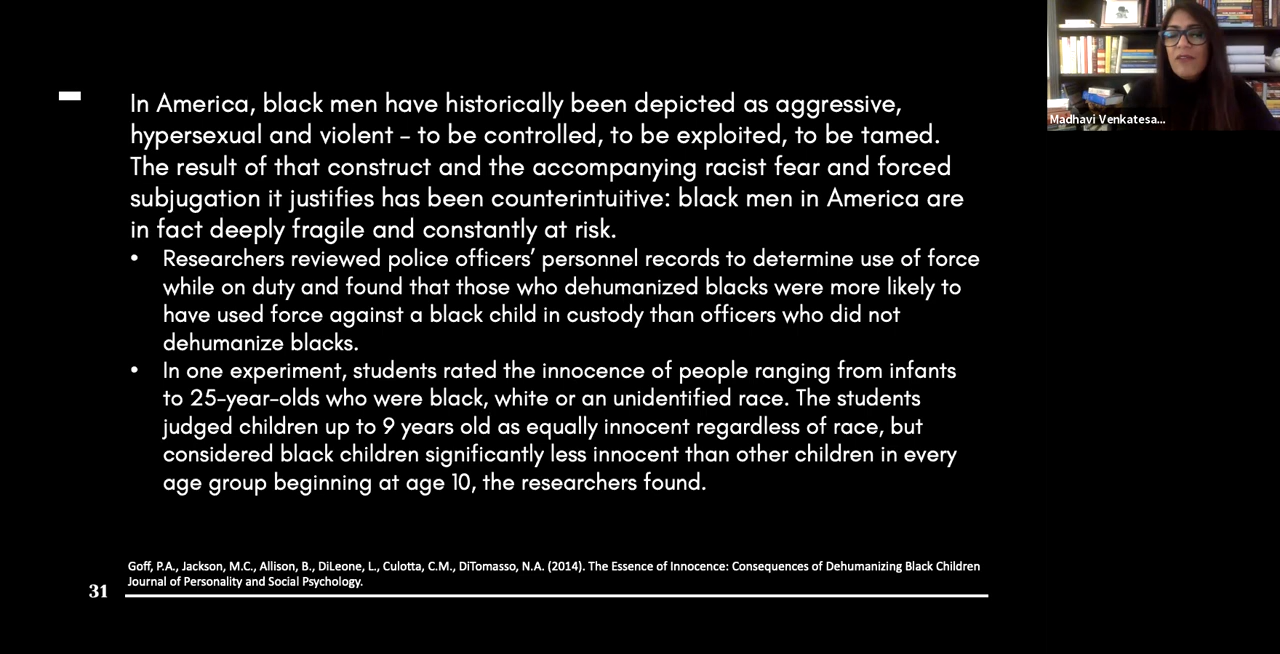 In America, black men have historically been depicted as aggressive,
hypersexual and violent – to be controlled, to be exploited, to be tamed.
The result of that construct and the accompanying racist fear and forced
subjugation it justifies has been counterintuitive: black men in America are
in fact deeply fragile and constantly at risk.
• Researchers reviewed police officers’ personnel records to determine use of force
while on duty and found that those who dehumanized blacks were more likely to
have used force against a black child in custody than officers who did not
dehumanize blacks.
• In one experiment, students rated the innocence of people ranging from infants
to 25-year-olds who were black, white or an unidentified race. The students
judged children up to 9 years old as equally innocent regardless of race, but
considered black children significantly less innocent than other children in every
age group beginning at age 10, the researchers found.
Goff, P.A., Jackson, M.C., Allison, B., DiLeone, L., Culotta, C.M., DiTomasso, N.A. (2014). The Essence of Innocence: Consequences of Dehumanizing Black Children
Journal of Personality and Social Psychology.
31
Madhavi Venkatesa...